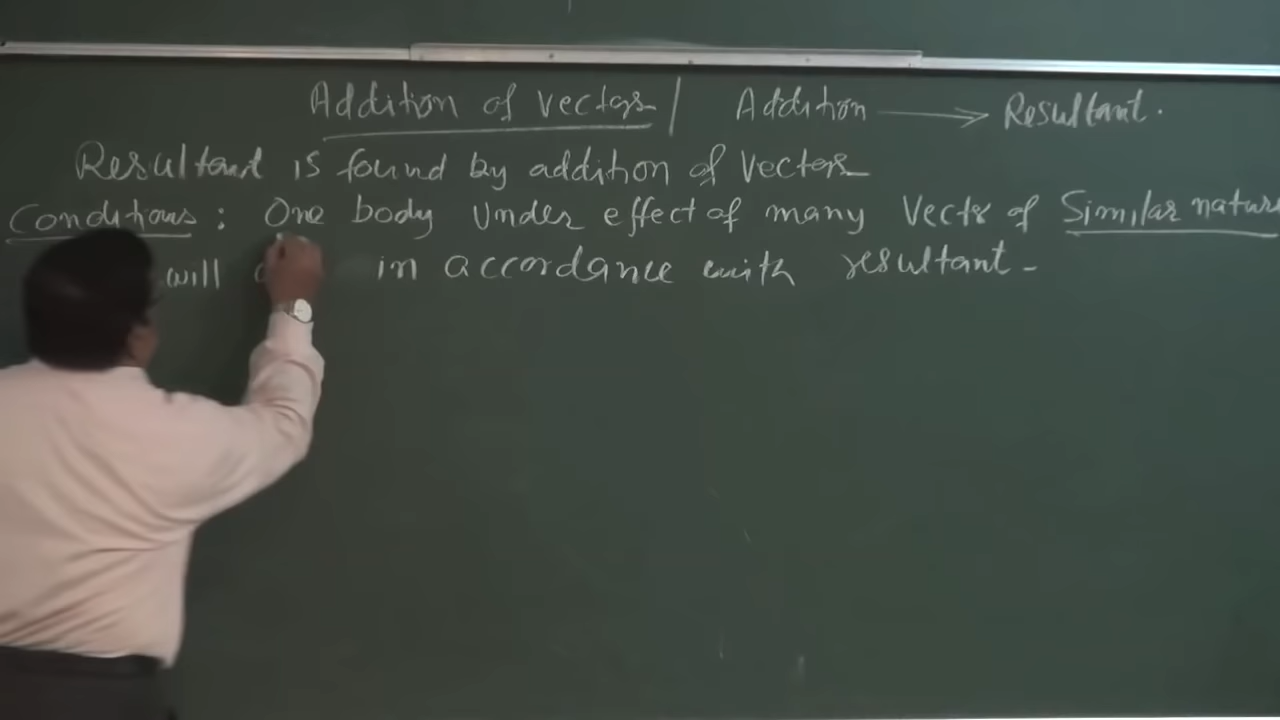 Addition of vectors | Addition → Resultant.
Resultant is found by addition of Vectors
Conditions : One body Under effect of many Vects of Similar nature
will in accordance with resultant -